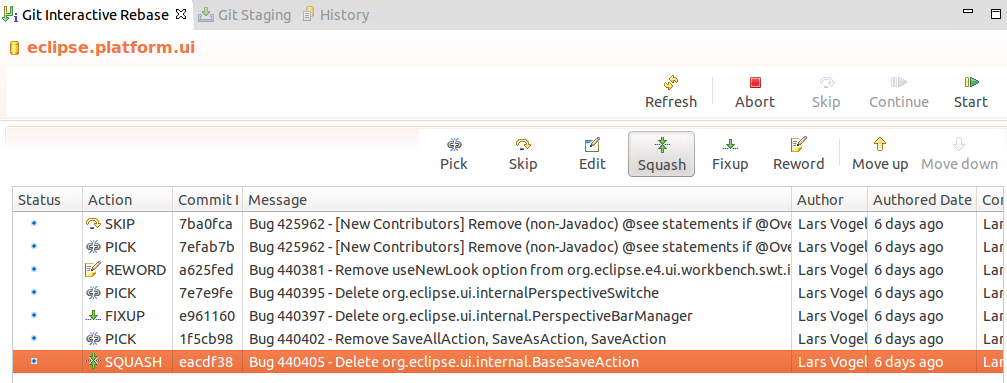 Git Interactive Rebase Git Staging History
eclipse.platform.ui
Refresh Abort Skip Continue Start
Pick Skip Edit Squash Fixup Reword Move up Move down
Status Action Commit I Message Author Authored Date Cor
SKIP 7ba0fca Bug 425962 - [New Contributors] Remove (non-Javadoc) @see statements if @Ove Lars Vogel 6 days ago Lar
PICK 7efab7b Bug 425962 - [New Contributors] Remove (non-Javadoc) @see statements if @Ove Lars Vogel 6 days ago Lar
REWORD a625fed Bug 440381 - Remove useNewLook option from org.eclipse.e4.ui.workbench.swt.i Lars Vogel 6 days ago Lar
PICK 7e7e9fe Bug 440395 - Delete org.eclipse.ui.internalPerspectiveSwitche Lars Vogel 6 days ago Lar
FIXUP e961160 Bug 440397 - Delete org.eclipse.ui.internal.PerspectiveBarManager Lars Vogel 6 days ago Lar
PICK 1f5cb98 Bug 440402 - Remove SaveAllAction, SaveAsAction, SaveAction Lars Vogel 6 days ago Lar
SQUASH eacdf38 Bug 440405 - Delete org.eclipse.ui.internal.BaseSaveAction Lars Vogel 6 days ago Lar